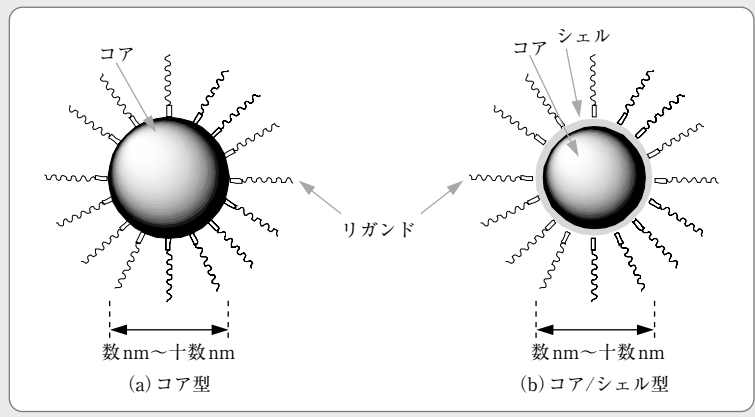 コア
コア
シェル
リガンド
数nm～十数nm
数nm～十数nm
(a)コア型
(b)コア/シェル型